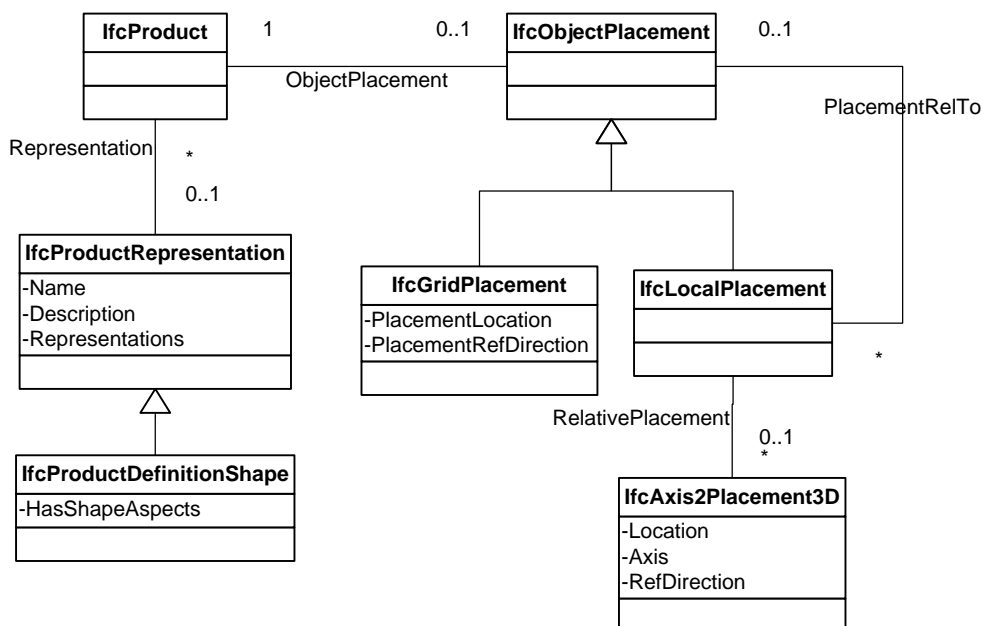 IfcProduct
1
0..1
IfcObjectPlacement
0..1
ObjectPlacement
PlacementRelTo
Representation
*
0..1
IfcProductRepresentation
-Name
-Description
-Representations
IfcGridPlacement
-PlacementLocation
-PlacementRefDirection
IfcLocalPlacement
*
RelativePlacement
0..1
*
IfcProductDefinitionShape
-HasShapeAspects
IfcAxis2Placement3D
-Location
-Axis
-RefDirection